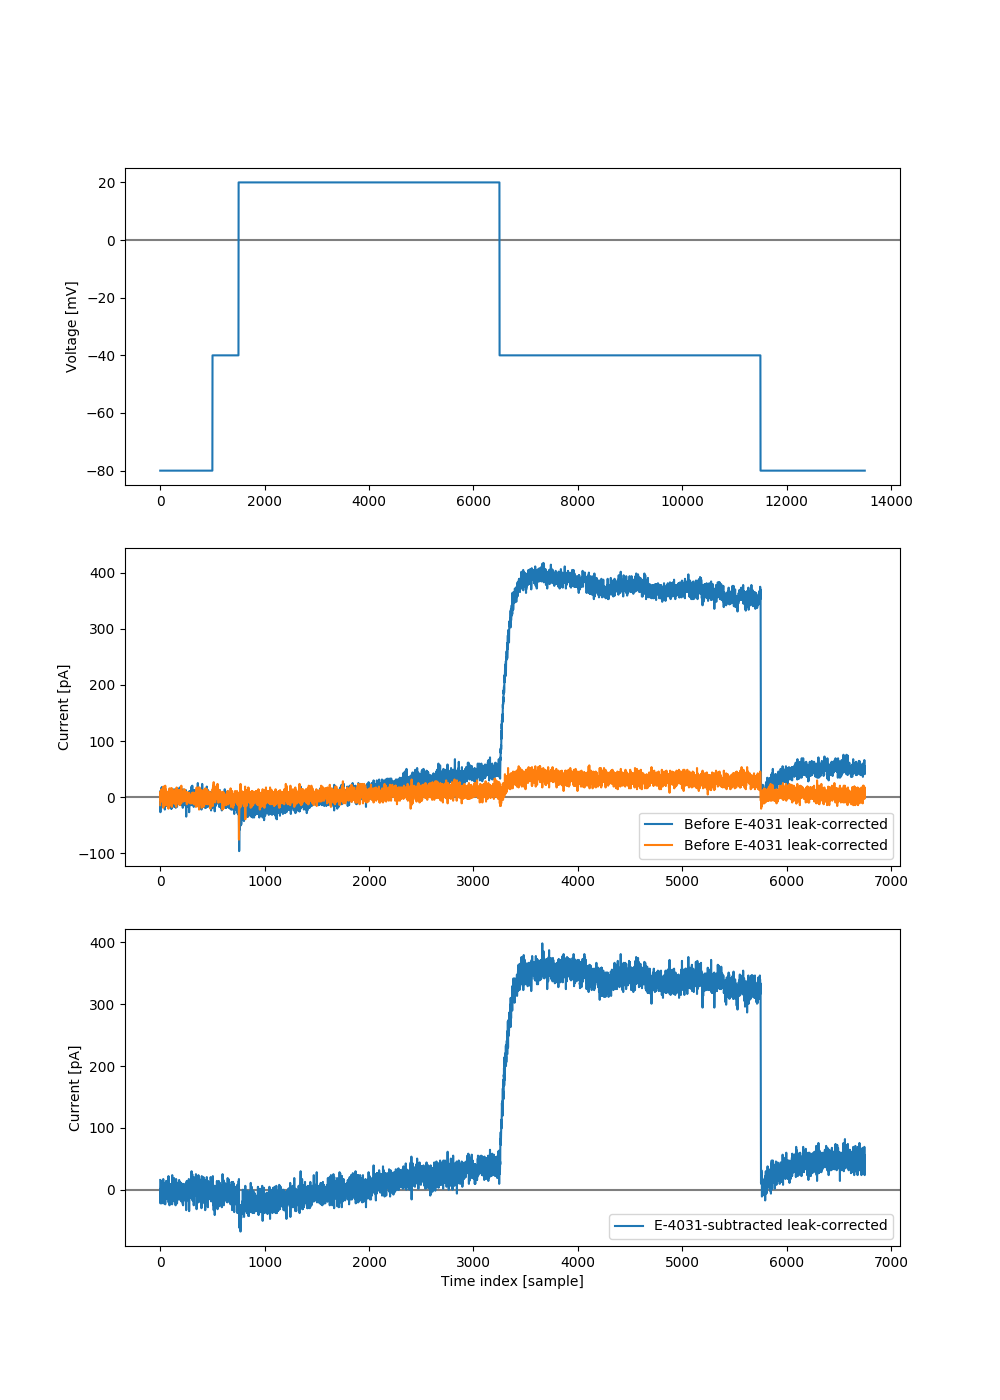 20
0
−20
−40
−60
−80
Voltage [mV]
0 2000 4000 6000 8000 10000 12000 14000
400
300
200
100
0
−100
Current [pA]
Before E-4031 leak-corrected
Before E-4031 leak-corrected
0 1000 2000 3000 4000 5000 6000 7000
400
300
200
100
0
Current [pA]
E-4031-subtracted leak-corrected
0 1000 2000 3000 4000 5000 6000 7000
Time index [sample]